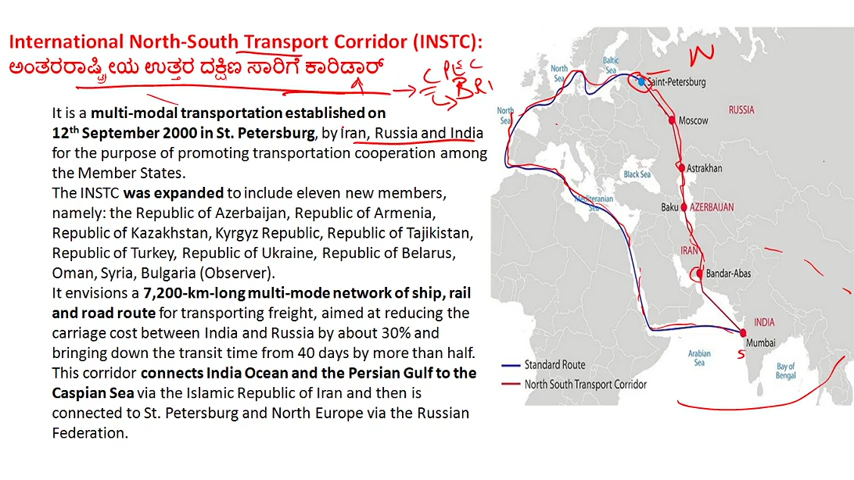 International North-South Transport Corridor (INSTC):
ಅಂತರರಾಷ್ಟ್ರೀಯ ಉತ್ತರ ದಕ್ಷಿಣ ಸಾರಿಗೆ ಕಾರಿಡಾರ್
CPEC
BRI
It is a multi-modal transportation established on
12th September 2000 in St. Petersburg, by Iran, Russia and India
for the purpose of promoting transportation cooperation among
the Member States.
The INSTC was expanded to include eleven new members,
namely: the Republic of Azerbaijan, Republic of Armenia,
Republic of Kazakhstan, Kyrgyz Republic, Republic of Tajikistan,
Republic of Turkey, Republic of Ukraine, Republic of Belarus,
Oman, Syria, Bulgaria (Observer).
It envisions a 7,200-km-long multi-mode network of ship, rail
and road route for transporting freight, aimed at reducing the
carriage cost between India and Russia by about 30% and
bringing down the transit time from 40 days by more than half.
This corridor connects India Ocean and the Persian Gulf to the
Caspian Sea via the Islamic Republic of Iran and then is
connected to St. Petersburg and North Europe via the Russian
Federation.
N
North Sea
Baltic Sea
Saint-Petersburg
North Sea
Moscow
RUSSIA
Astrakhan
Black Sea
Mediterranean Sea
Baku
AZERBAIJAN
IRAN
Bandar-Abas
INDIA
Mumbai
S
Arabian Sea
Bay of Bengal
Standard Route
North South Transport Corridor